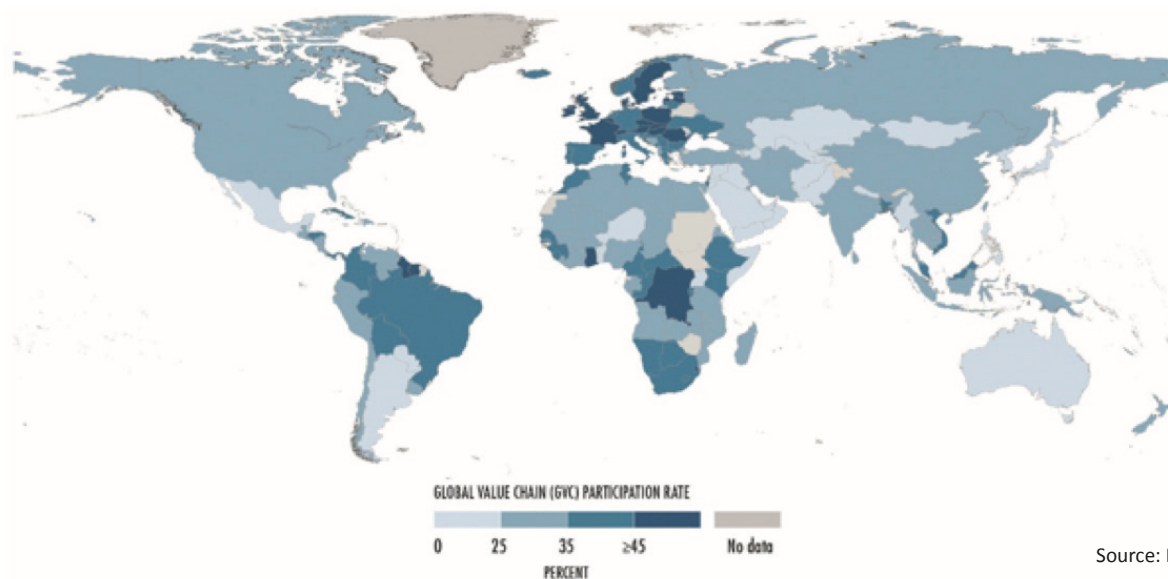 GLOBAL VALUE CHAIN (GVC) PARTICIPATION RATE
0 25 35 ≥45 No data
PERCENT
Source: